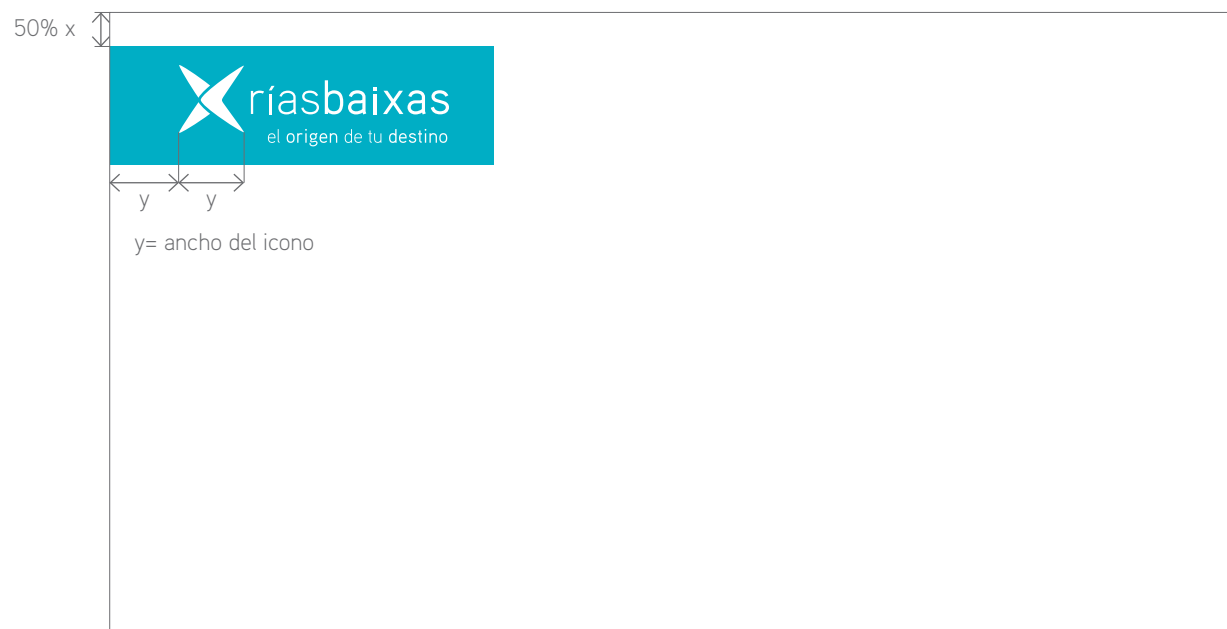 50% x
ríasbaixas
el origen de tu destino
y y
y= ancho del icono